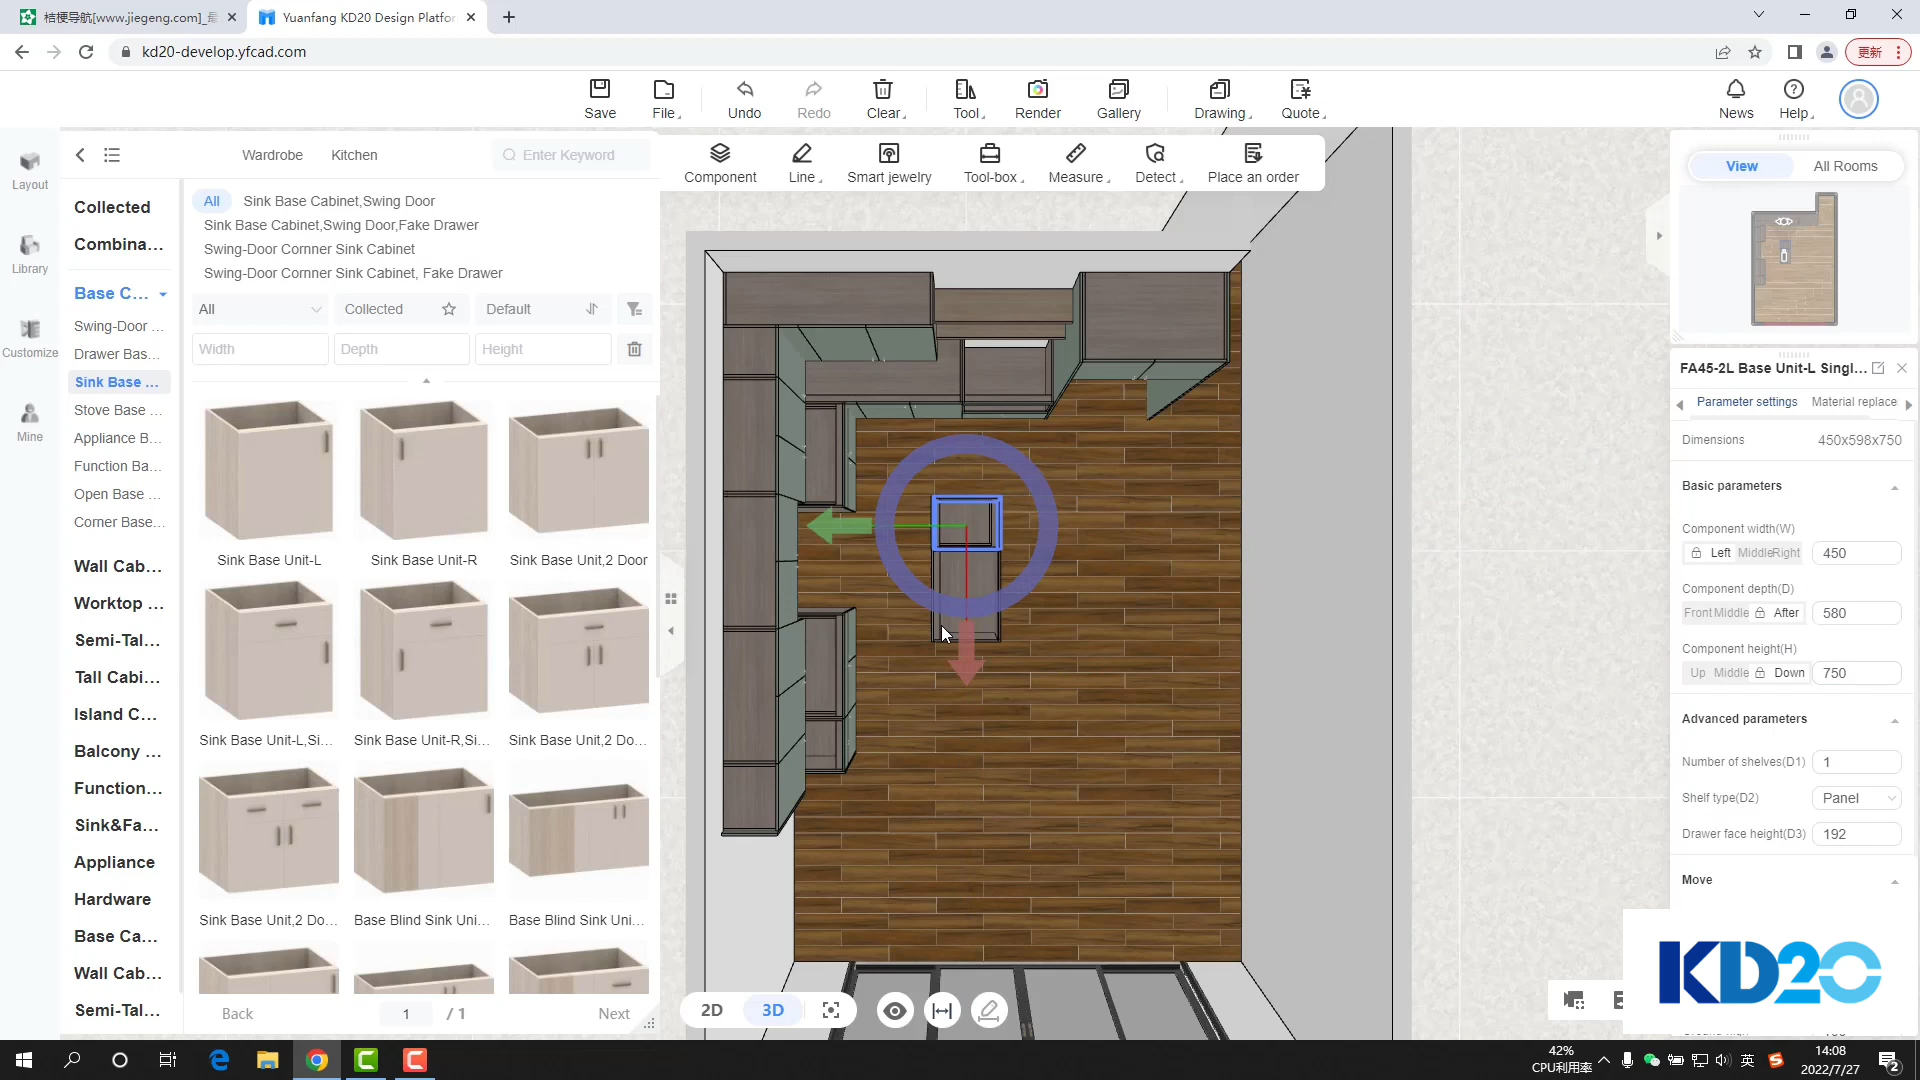 桔梗导航[www.jiegeng.com]_最
Yuanfang KD20 Design Platfor
kd20-develop.yfcad.com
更新
Save
File
Undo
Redo
Clear
Tool
Render
Gallery
Drawing
Quote
News
Help
Layout
Library
Customize
Mine
Wardrobe
Kitchen
Enter Keyword
Component
Line
Smart jewelry
Tool-box
Measure
Detect
Place an order
View
All Rooms
Collected
Combina...
Base C...
Swing-Door ...
Drawer Bas...
Sink Base ...
Stove Base ...
Appliance B...
Function Ba...
Open Base ...
Corner Base...
Wall Cab...
Worktop ...
Semi-Tal...
Tall Cabi...
Island C...
Balcony ...
Function...
Sink&Fa...
Appliance
Hardware
Base Ca...
Wall Cab...
Semi-Tal...
All
Sink Base Cabinet,Swing Door
Sink Base Cabinet,Swing Door,Fake Drawer
Swing-Door Cornner Sink Cabinet
Swing-Door Cornner Sink Cabinet, Fake Drawer
All
Collected
Default
Width
Depth
Height
Sink Base Unit-L
Sink Base Unit-R
Sink Base Unit,2 Door
Sink Base Unit-L,Si...
Sink Base Unit-R,Si...
Sink Base Unit,2 Do...
Sink Base Unit,2 Do...
Base Blind Sink Uni...
Base Blind Sink Uni...
Back
1
/ 1
Next
2D
3D
FA45-2L Base Unit-L Singl...
Parameter settings
Material replace
Dimensions
450x598x750
Basic parameters
Component width(W)
Left
Middle
Right
450
Component depth(D)
Front
Middle
After
580
Component height(H)
Up
Middle
Down
750
Advanced parameters
Number of shelves(D1)
1
Shelf type(D2)
Panel
Drawer face height(D3)
192
Move
KD20
42%
CPU利用率
英
14:08
2022/7/27
2